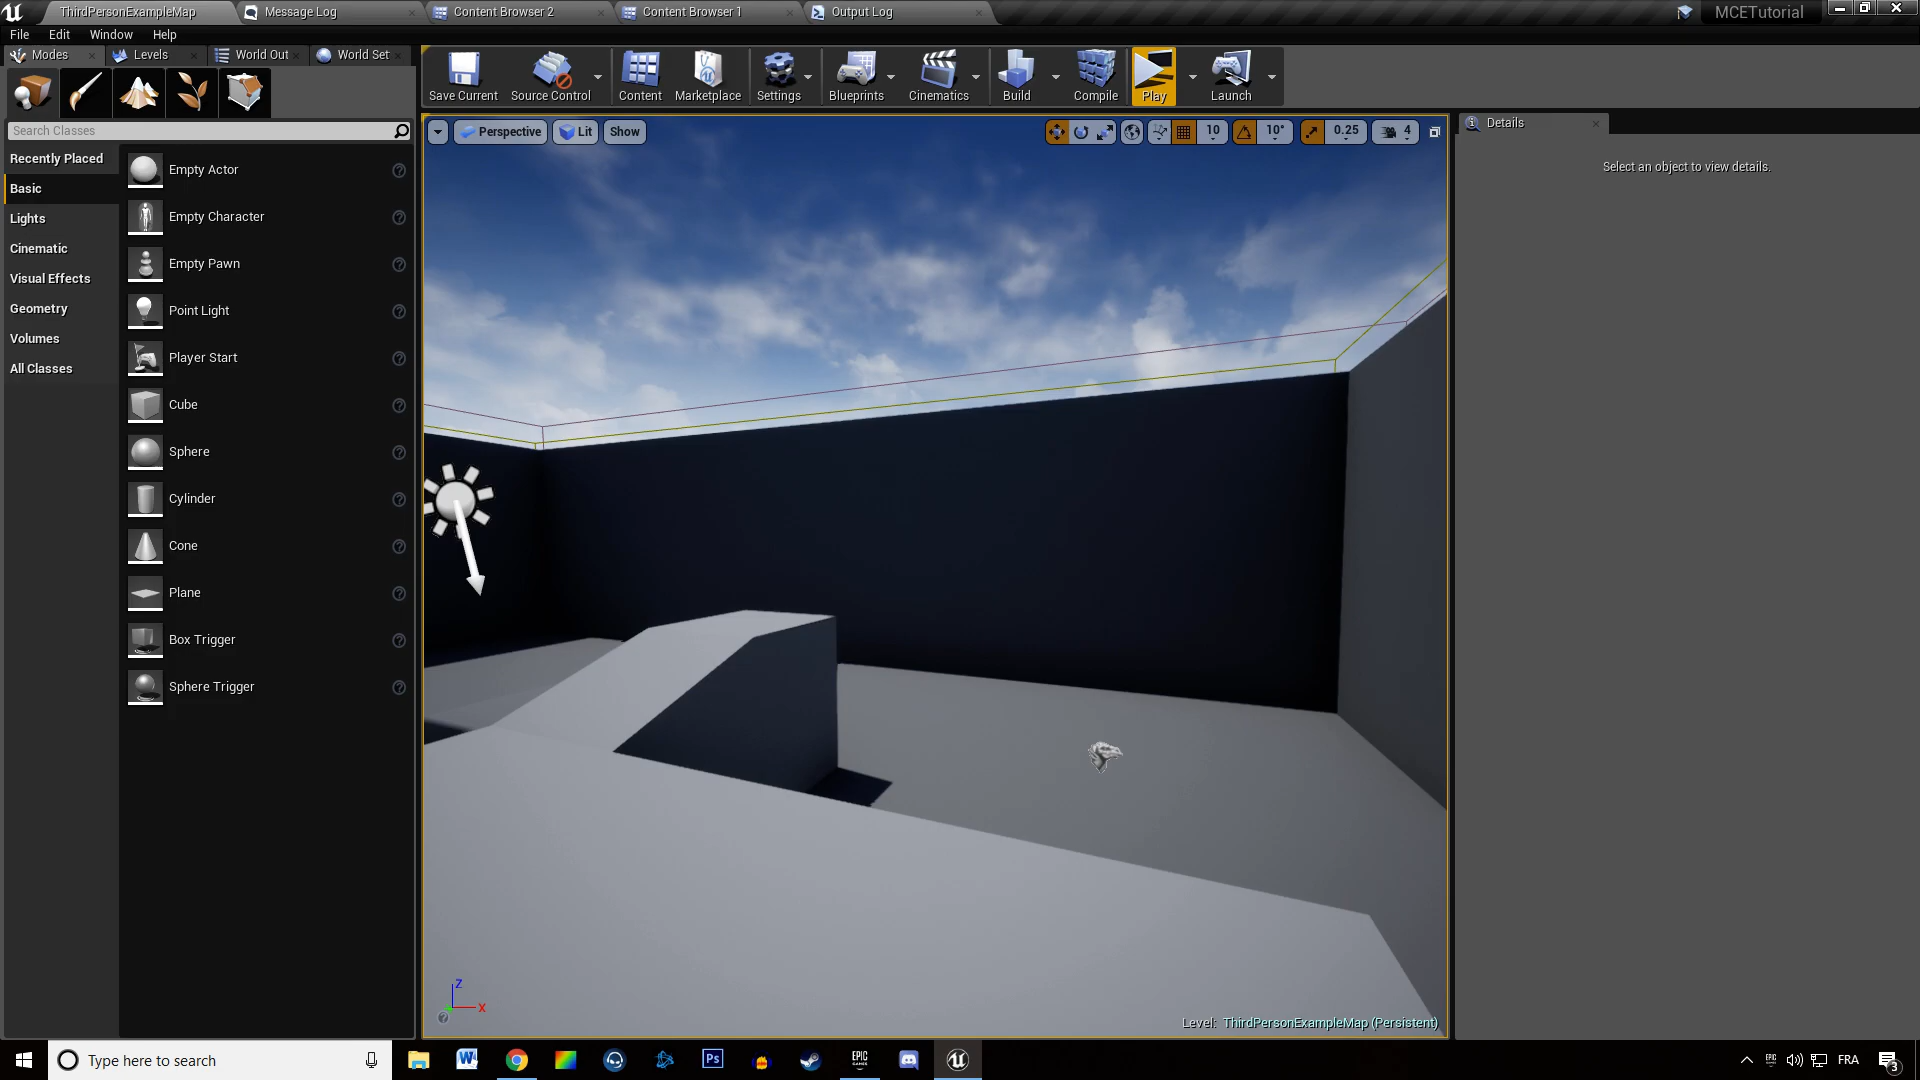 ThirdPersonExampleMap
Message Log
Content Browser 2
Content Browser 1
Output Log
MCETutorial
File Edit Window Help
Modes
Levels
World Out
World Set
Save Current
Source Control
Content
Marketplace
Settings
Blueprints
Cinematics
Build
Compile
Play
Launch
Search Classes
Recently Placed
Basic
Lights
Cinematic
Visual Effects
Geometry
Volumes
All Classes
Empty Actor
Empty Character
Empty Pawn
Point Light
Player Start
Cube
Sphere
Cylinder
Cone
Plane
Box Trigger
Sphere Trigger
Perspective
Lit
Show
10
10°
0.25
4
Details
Select an object to view details.
Z
X
Level: ThirdPersonExampleMap (Persistent)
Type here to search
W
Ps
EPIC
GAMES
FRA
3